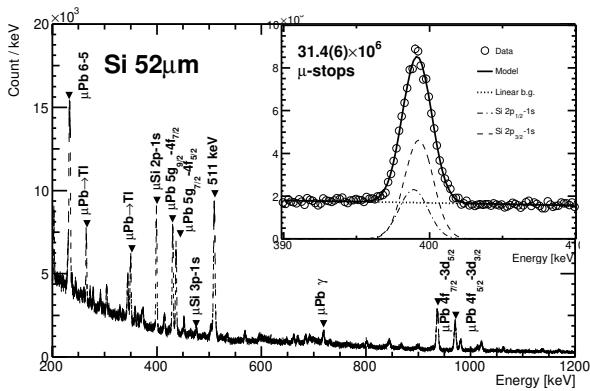 ×10³
Count / keV
20
15
10
5
0
200
400
600
800
1000
1200
Energy [keV]
Si 52μm
μPb 6-5
μPb→Tl
μPb→Tl
μSi 2p-1s
μPb 5g9/2-4f7/2
μPb 5g7/2-4f5/2
511 keV
μSi 3p-1s
μPb γ
μPb 4f7/2-3d5/2
μPb 4f5/2-3d3/2
31.4(6)×10⁶
μ-stops
10
8
6
4
2
0
390
400
Energy [keV]
Data
Model
Linear b.g.
Si 2p1/2-1s
Si 2p3/2-1s